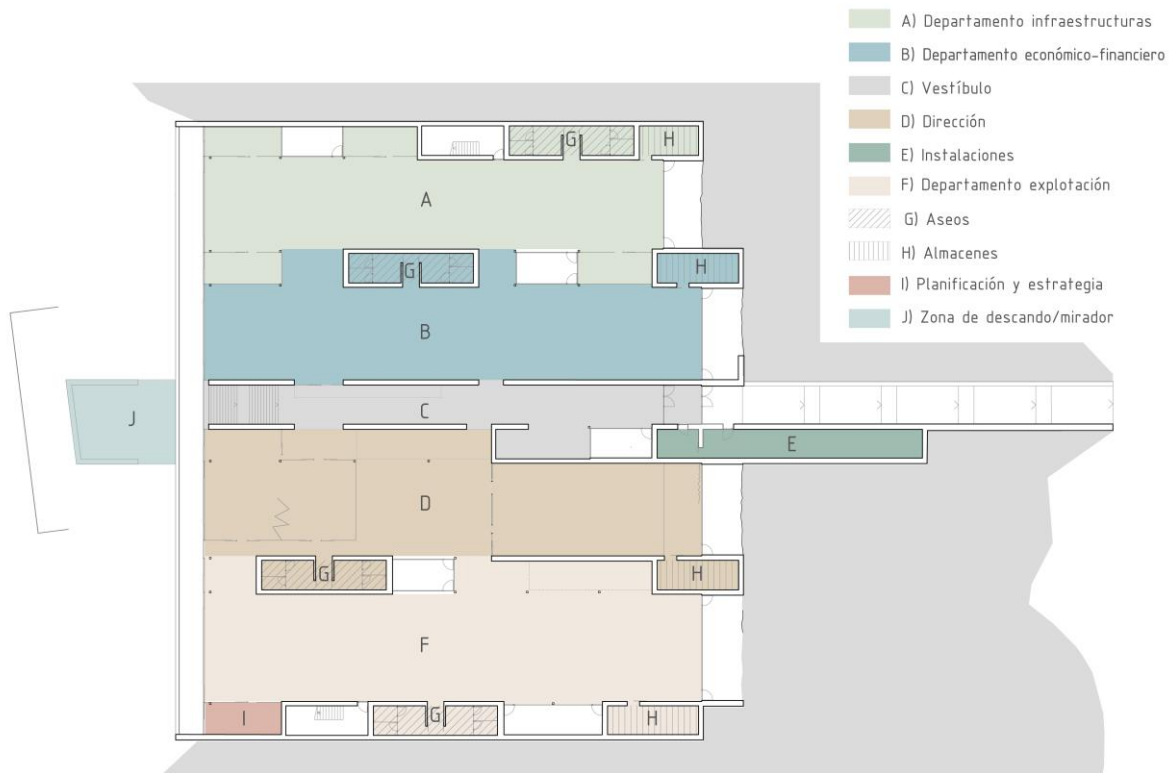 A) Departamento infraestructuras
B) Departamento económico-financiero
C) Vestíbulo
D) Dirección
E) Instalaciones
F) Departamento explotación
G) Aseos
H) Almacenes
I) Planificación y estrategia
J) Zona de descando/mirador
G
H
A
G
H
B
J
C
E
D
G
H
F
I
G
H